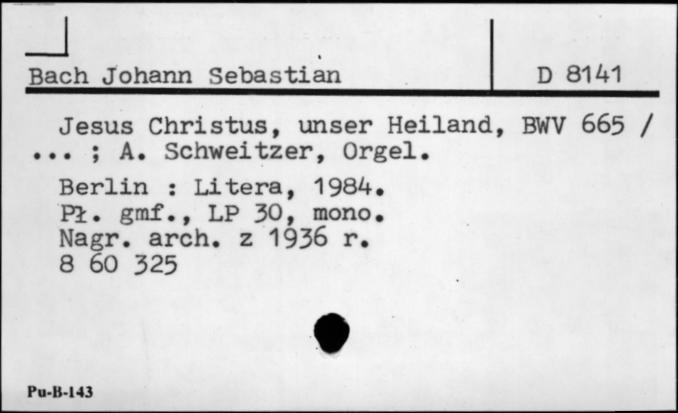 Bach Johann Sebastian
D 8141
Jesus Christus, unser Heiland, BWV 665 /
... ; A. Schweitzer, Orgel.
Berlin : Litera, 1984.
Pł. gmf., LP 30, mono.
Nagr. arch. z 1936 r.
8 60 325
Pu-B-143